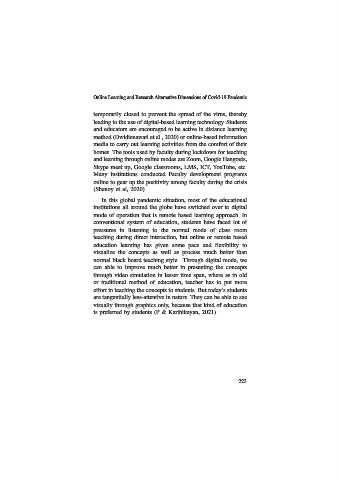 Online Learning and Research Alternative Dimensions of Covid-19 Pandemic
temporarily closed to prevent the spread of the virus, thereby
leading to the use of digital-based learning technology. Students
and educators are encouraged to be active in distance learning
method (Dwidienawati et al., 2020) or online-based information
media to carry out learning activities from the comfort of their
homes. The tools used by faculty during lockdown for teaching
and learning through online modes are Zoom, Google Hangouts,
Skype meet up, Google classrooms, LMS, ICT, YouTube, etc.
Many institutions conducted Faculty development programs
online to gear up the positivity among faculty during the crisis
(Shenoy et al, 2020)
In this global pandemic situation, most of the educational
institutions all around the globe have switched over to digital
mode of operation that is remote based learning approach. In
conventional system of education, students have faced lot of
pressures in listening to the normal mode of class room
teaching during direct interaction, but online or remote based
education learning has given some pace and flexibility to
visualize the concepts as well as process much better than
normal black board teaching style. Through digital mode, we
can able to improve much better in presenting the concepts
through video simulation in lesser time span, where as in old
or traditional method of education, teacher has to put more
effort in teaching the concepts to students. But today's students
are tangentially less-attentive in nature. They can be able to see
visually through graphics only, because that kind of education
is preferred by students (P & Karthikeyan, 2021).
323